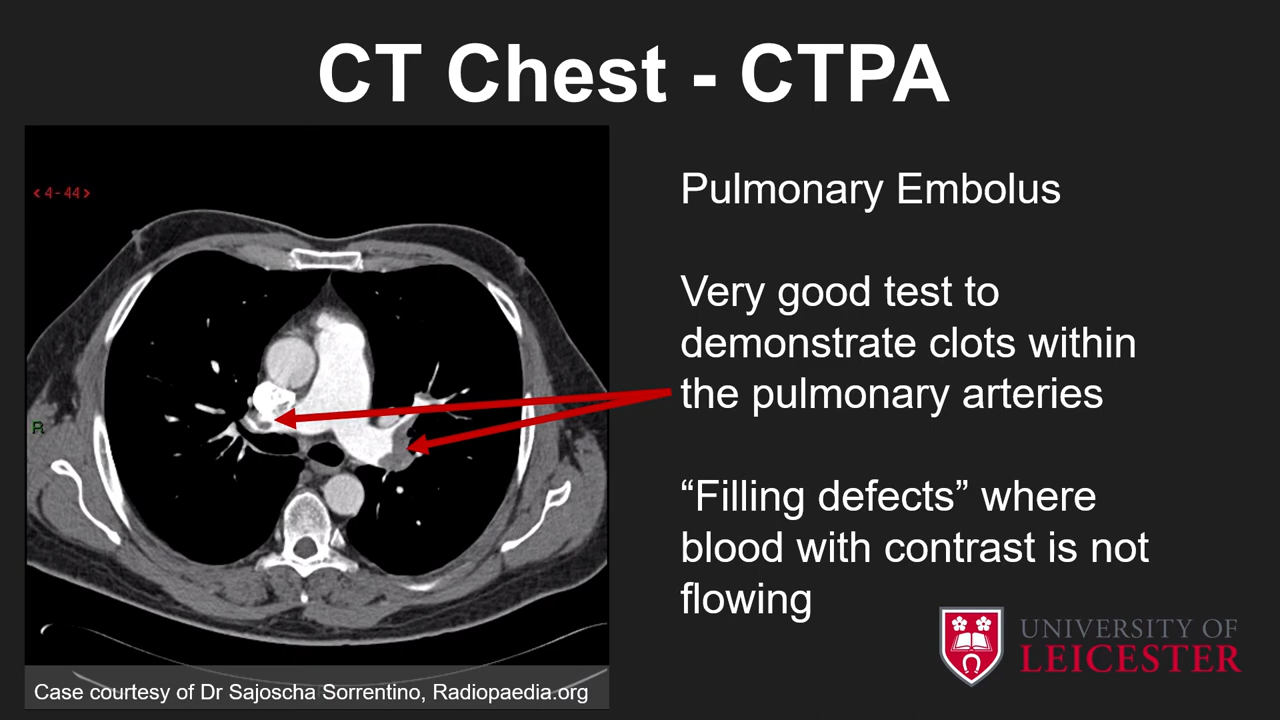 CT Chest - CTPA
< 4 - 44 >
R
Case courtesy of Dr Sajoscha Sorrentino, Radiopaedia.org
Pulmonary Embolus
Very good test to
demonstrate clots within
the pulmonary arteries
“Filling defects” where
blood with contrast is not
flowing
UNIVERSITY OF
LEICESTER